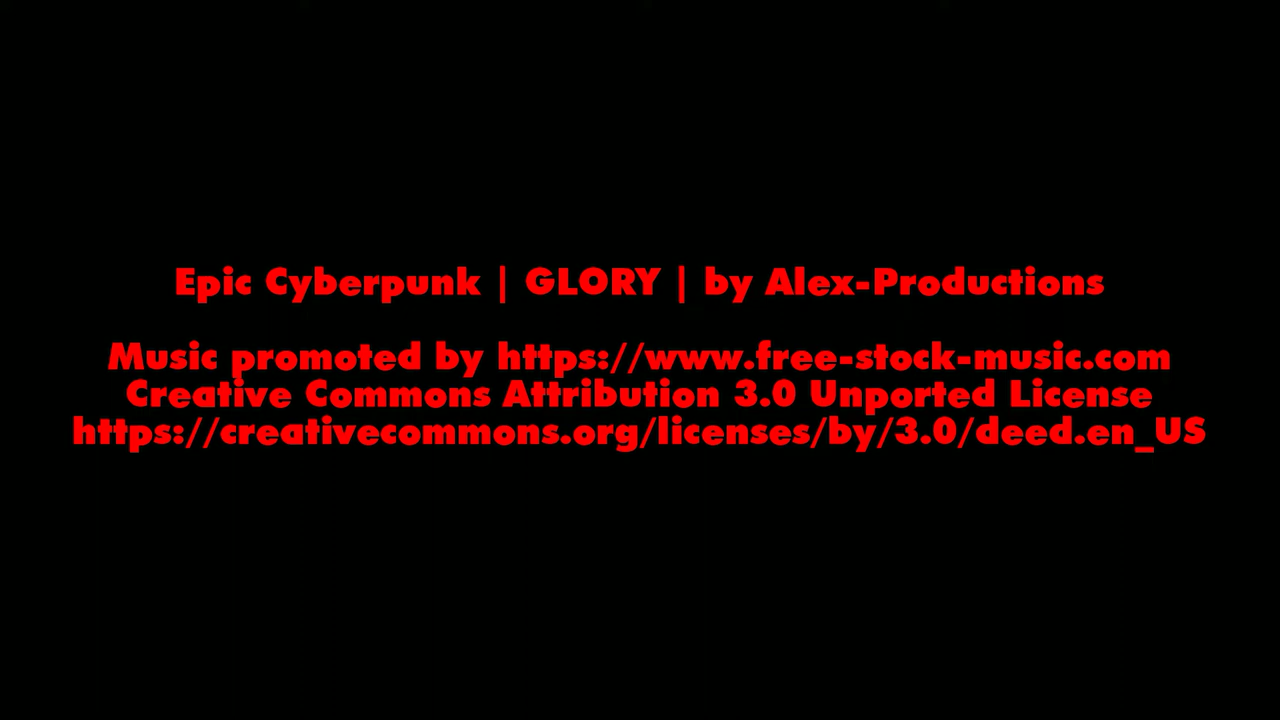 Epic Cyberpunk | GLORY | by Alex-Productions
Music promoted by https://www.free-stock-music.com
Creative Commons Attribution 3.0 Unported License
https://creativecommons.org/licenses/by/3.0/deed.en_US